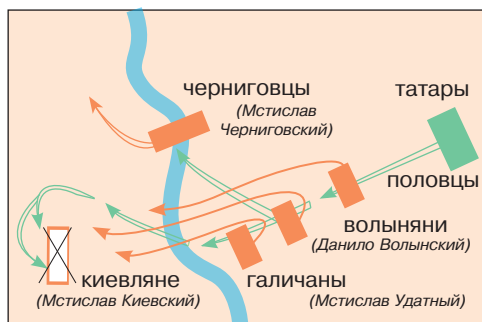 черниговцы
(Мстислав
Черниговский)
татары
половцы
волыняни
(Данило Волынский)
киевляне
(Мстислав Киевский)
галичаны
(Мстислав Удатный)